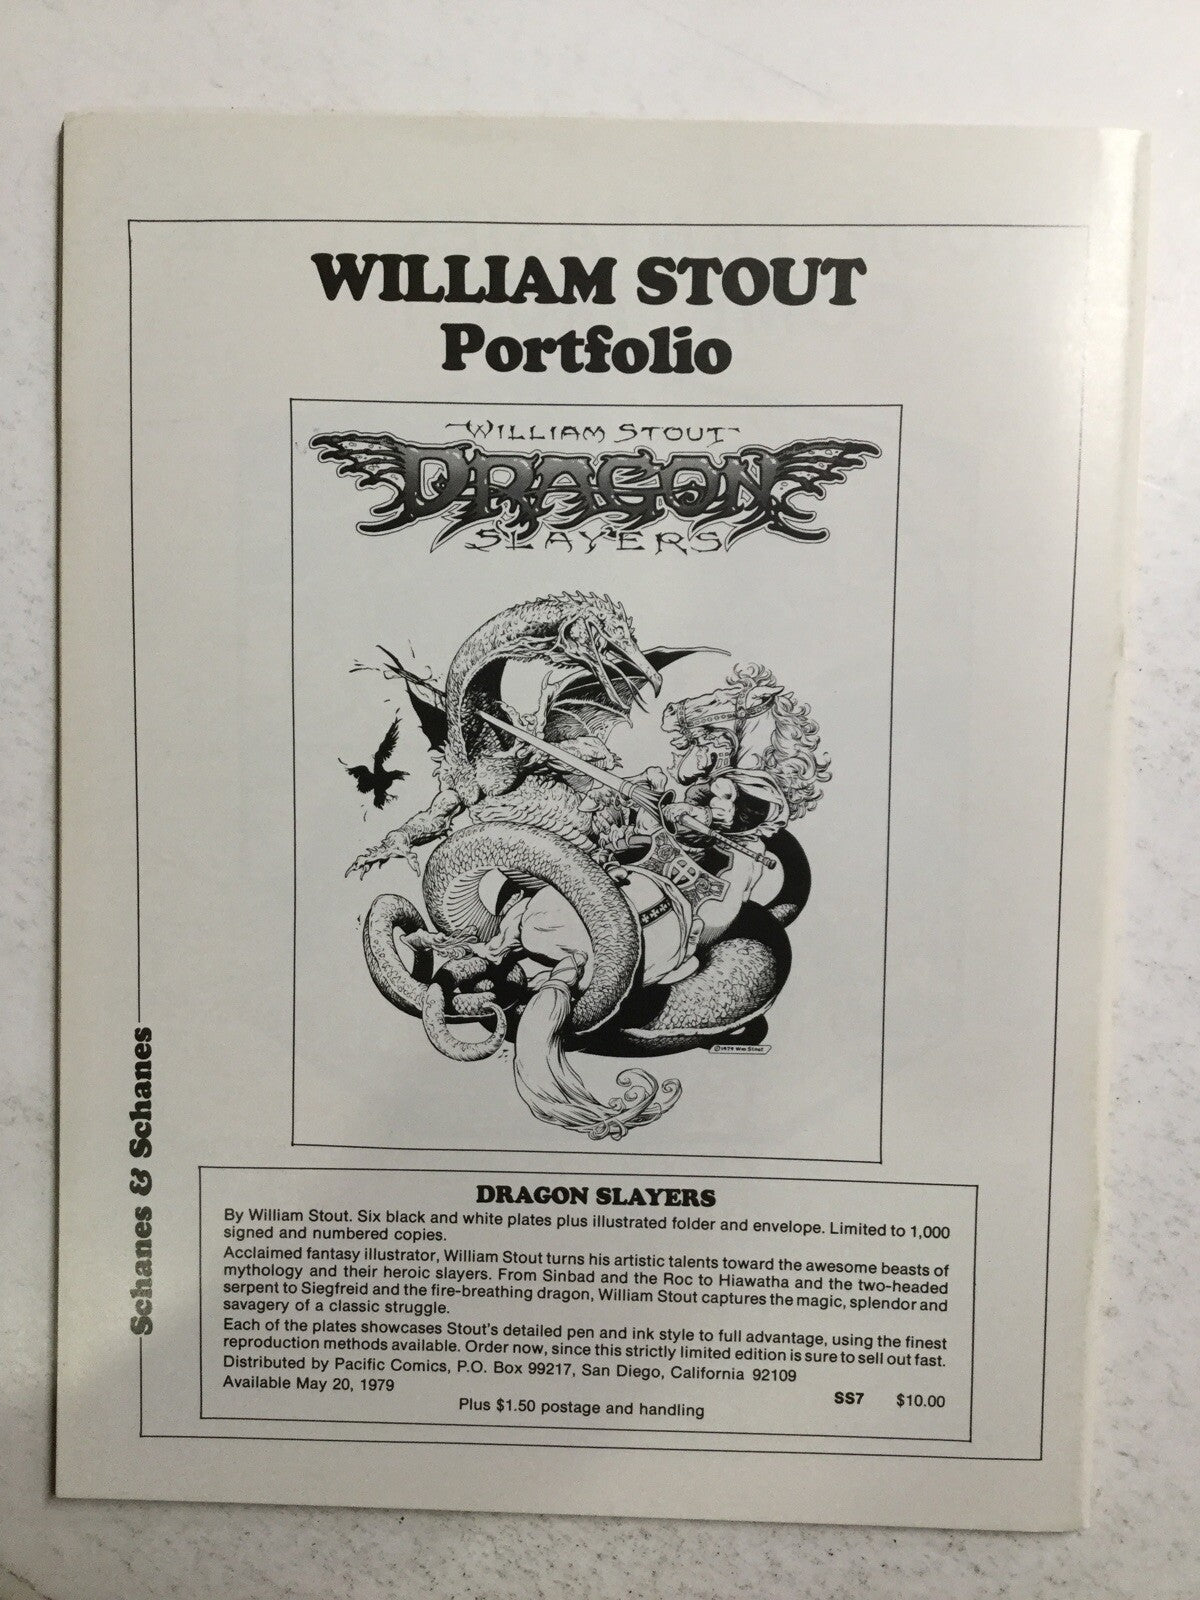 WILLIAM STOUT
Portfolio
WILLIAM STOUT
DRAGON
SLAYERS
©1979 Wm Stout
Schanes & Schanes
DRAGON SLAYERS
By William Stout. Six black and white plates plus illustrated folder and envelope. Limited to 1,000
signed and numbered copies.
Acclaimed fantasy illustrator, William Stout turns his artistic talents toward the awesome beasts of
mythology and their heroic slayers. From Sinbad and the Roc to Hiawatha and the two-headed
serpent to Siegfreid and the fire-breathing dragon, William Stout captures the magic, splendor and
savagery of a classic struggle.
Each of the plates showcases Stout's detailed pen and ink style to full advantage, using the finest
reproduction methods available. Order now, since this strictly limited edition is sure to sell out fast.
Distributed by Pacific Comics, P.O. Box 99217, San Diego, California 92109
Available May 20, 1979
SS7 $10.00
Plus $1.50 postage and handling